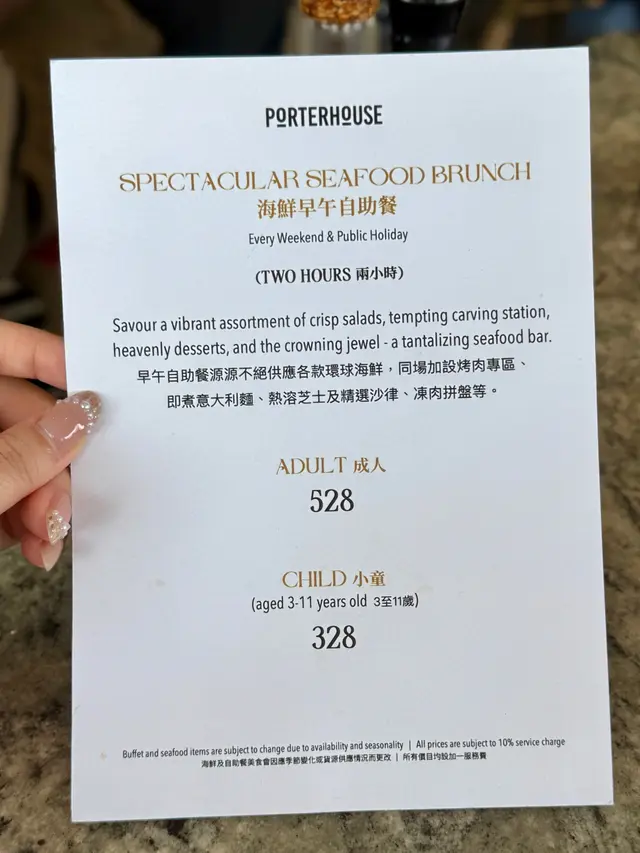 PORTERHOUSE
SPECTACULAR SEAFOOD BRUNCH
海鮮早午自助餐
Every Weekend & Public Holiday
(TWO HOURS 兩小時)
Savour a vibrant assortment of crisp salads, tempting carving station,
heavenly desserts, and the crowning jewel - a tantalizing seafood bar.
早午自助餐源源不絕供應各款環球海鮮，同場加設烤肉專區、
即煮意大利麵、熱溶芝士及精選沙律、凍肉拼盤等。
ADULT 成人
528
CHILD 小童
(aged 3-11 years old 3至11歲)
328
Buffet and seafood items are subject to change due to availability and seasonality | All prices are subject to 10% service charge
海鮮及自助餐美食會因應季節變化或貨源供應情況而更改 | 所有價目均設加一服務費